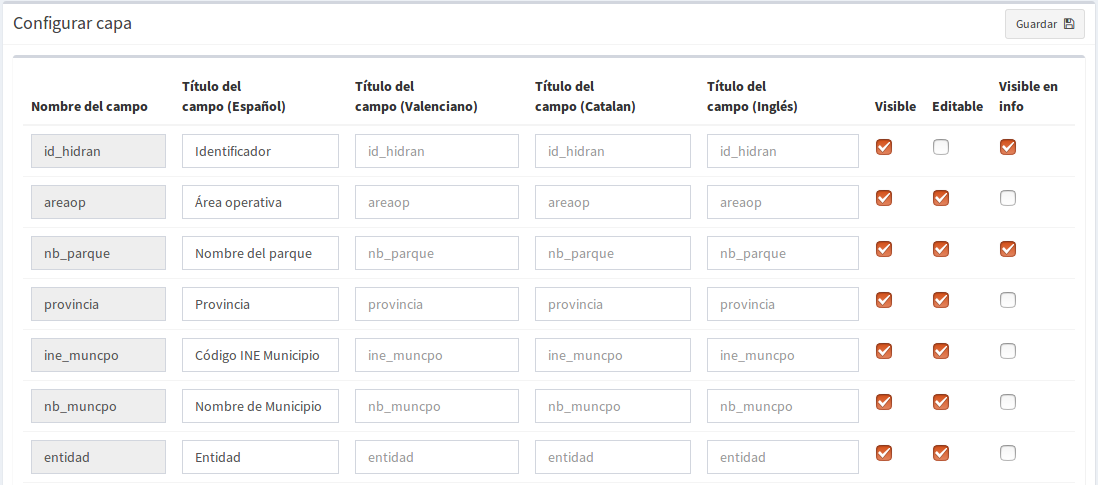 Configurar capa
Guardar
Nombre del campo Título del campo (Español) Título del campo (Valenciano) Título del campo (Catalan) Título del campo (Inglés) Visible Editable Visible en info
id_hidran Identificador id_hidran id_hidran id_hidran
areaop Área operativa areaop areaop areaop
nb_parque Nombre del parque nb_parque nb_parque nb_parque
provincia Provincia provincia provincia provincia
ine_muncpo Código INE Municipio ine_muncpo ine_muncpo ine_muncpo
nb_muncpo Nombre de Municipio nb_muncpo nb_muncpo nb_muncpo
entidad Entidad entidad entidad entidad